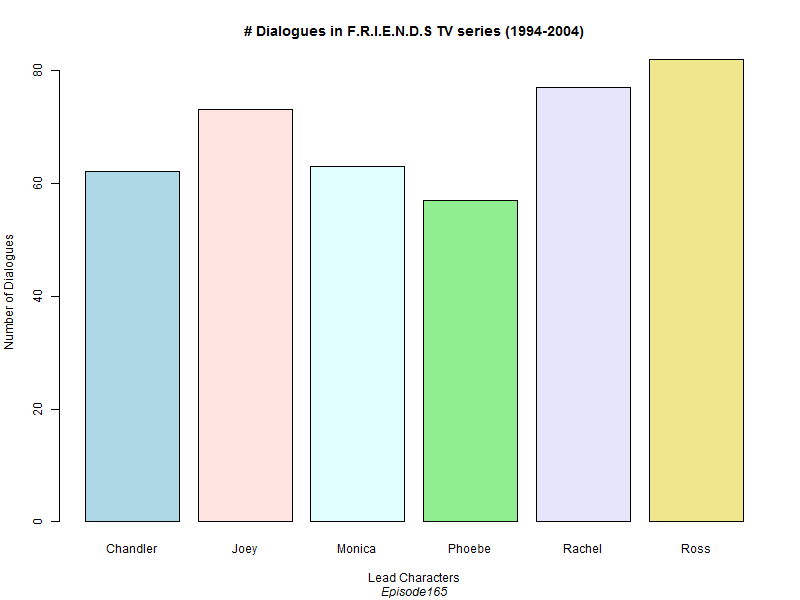 # Dialogues in F.R.I.E.N.D.S TV series (1994-2004)
80
60
40
20
0
Number of Dialogues
Chandler Joey Monica Phoebe Rachel Ross
Lead Characters
Episode165